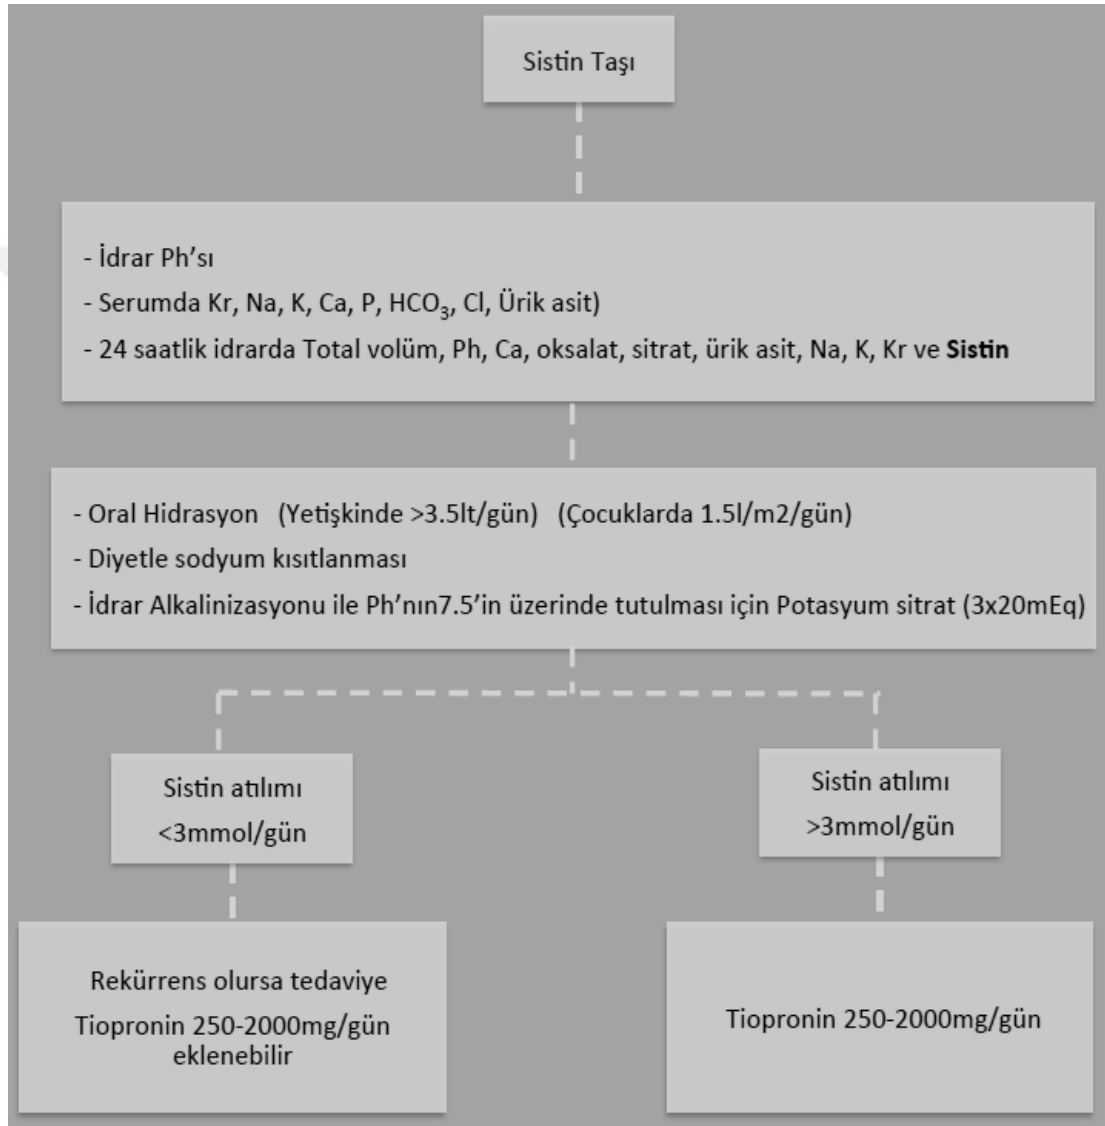 Sistin Taşı
- İdrar Ph’sı
- Serumda Kr, Na, K, Ca, P, HCO₃, Cl, Ürik asit)
- 24 saatlik idrarda Total volüm, Ph, Ca, oksalat, sitrat, ürik asit, Na, K, Kr ve Sistin
- Oral Hidrasyon (Yetişkinde >3.5lt/gün) (Çocuklarda 1.5l/m2/gün)
- Diyetle sodyum kısıtlanması
- İdrar Alkalinizasyonu ile Ph’nın7.5’in üzerinde tutulması için Potasyum sitrat (3x20mEq)
Sistin atılımı
<3mmol/gün
Sistin atılımı
>3mmol/gün
Rekürrens olursa tedaviye
Tiopronin 250-2000mg/gün
eklenebilir
Tiopronin 250-2000mg/gün